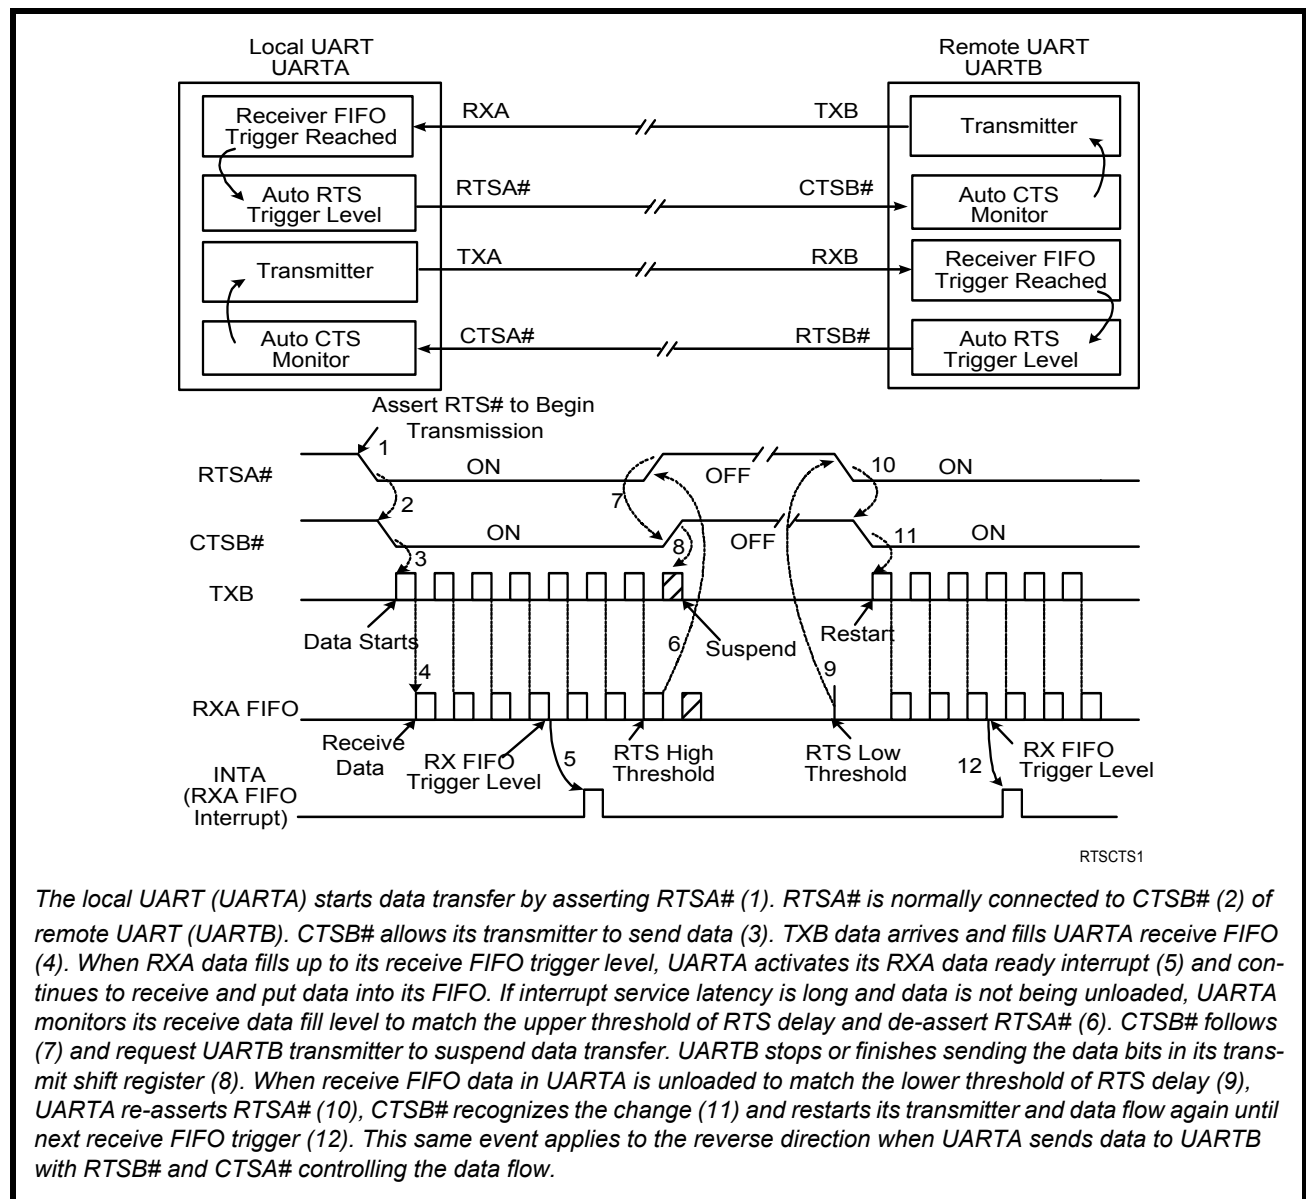 Local UART
UARTA
Remote UART
UARTB
Receiver FIFO
Trigger Reached
RXA
TXB
Transmitter
Auto RTS
Trigger Level
RTSA#
CTSB#
Auto CTS
Monitor
Transmitter
TXA
RXB
Receiver FIFO
Trigger Reached
Auto CTS
Monitor
CTSA#
RTSB#
Auto RTS
Trigger Level
Assert RTS# to Begin
Transmission
1
RTSA#
ON
OFF
10
ON
2
7
CTSB#
ON
8
OFF
11
ON
3
TXB
Data Starts
6
Suspend
Restart
4
9
RXA FIFO
Receive
Data
RX FIFO
Trigger Level
5
RTS High
Threshold
RTS Low
Threshold
12
RX FIFO
Trigger Level
INTA
(RXA FIFO
Interrupt)
RTSCTS1
The local UART (UARTA) starts data transfer by asserting RTSA# (1). RTSA# is normally connected to CTSB# (2) of
remote UART (UARTB). CTSB# allows its transmitter to send data (3). TXB data arrives and fills UARTA receive FIFO
(4). When RXA data fills up to its receive FIFO trigger level, UARTA activates its RXA data ready interrupt (5) and con-
tinues to receive and put data into its FIFO. If interrupt service latency is long and data is not being unloaded, UARTA
monitors its receive data fill level to match the upper threshold of RTS delay and de-assert RTSA# (6). CTSB# follows
(7) and request UARTB transmitter to suspend data transfer. UARTB stops or finishes sending the data bits in its trans-
mit shift register (8). When receive FIFO data in UARTA is unloaded to match the lower threshold of RTS delay (9),
UARTA re-asserts RTSA# (10), CTSB# recognizes the change (11) and restarts its transmitter and data flow again until
next receive FIFO trigger (12). This same event applies to the reverse direction when UARTA sends data to UARTB
with RTSB# and CTSA# controlling the data flow.